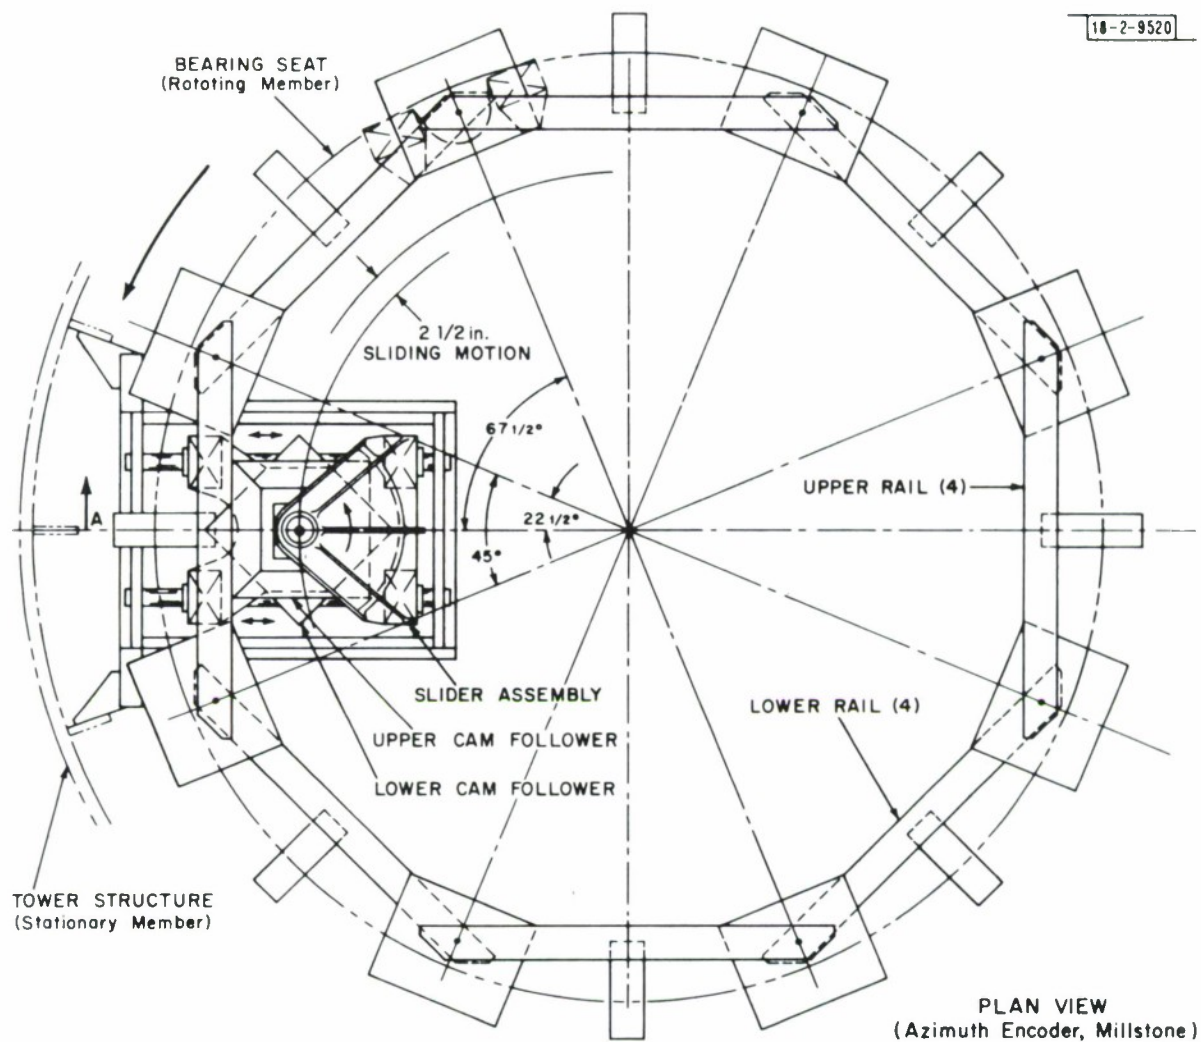 18-2-9520
BEARING SEAT
(Rototing Member)
2 1/2 in.
SLIDING MOTION
67 1/2°
22 1/2°
45°
A
UPPER RAIL (4)
SLIDER ASSEMBLY
LOWER RAIL (4)
UPPER CAM FOLLOWER
LOWER CAM FOLLOWER
TOWER STRUCTURE
(Stationary Member)
PLAN VIEW
(Azimuth Encoder, Millstone)